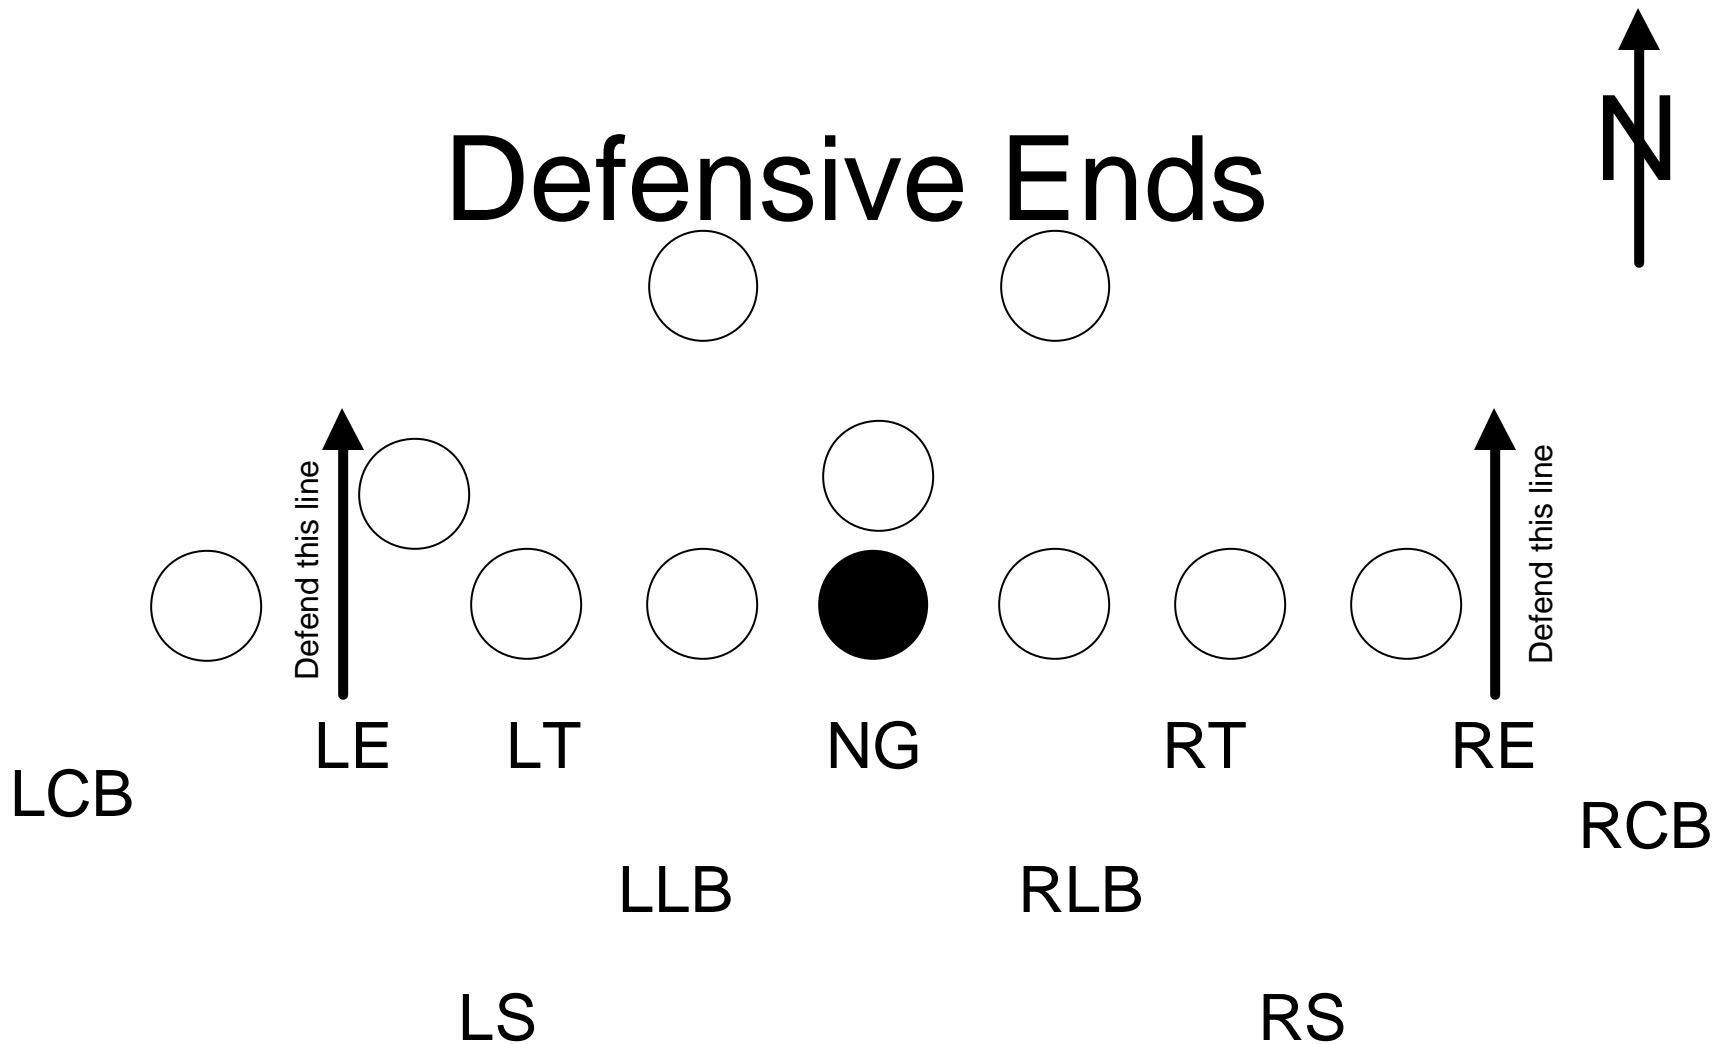 N
Defensive Ends
Defend this line
Defend this line
LE LT NG RT RE
LCB
RCB
LLB RLB
LS RS